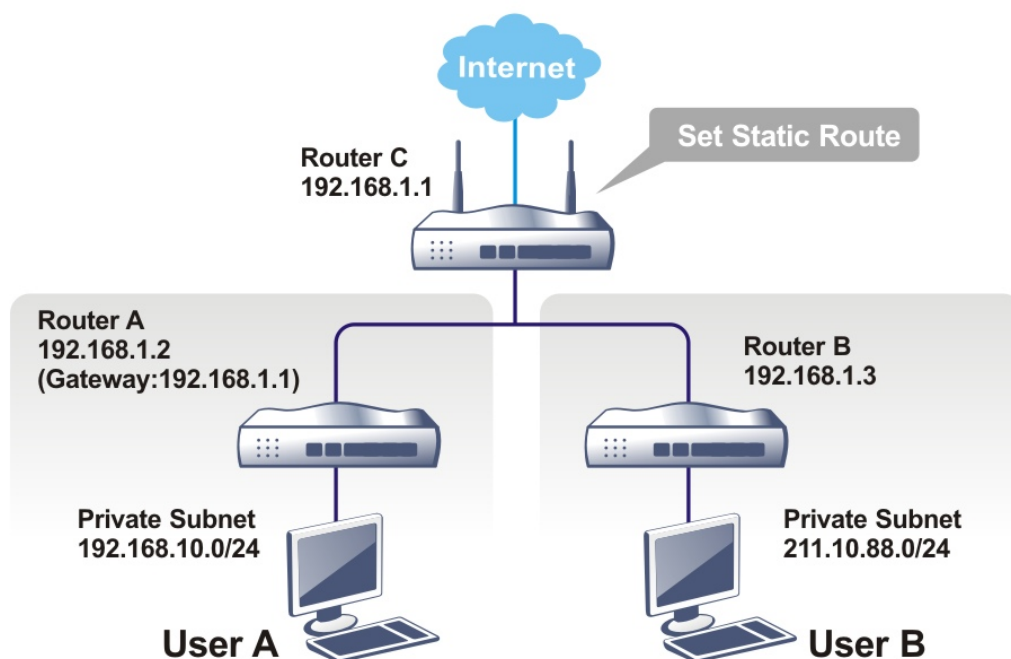 Internet
Set Static Route
Router C
192.168.1.1
Router A
192.168.1.2
(Gateway:192.168.1.1)
Router B
192.168.1.3
Private Subnet
192.168.10.0/24
Private Subnet
211.10.88.0/24
User A
User B